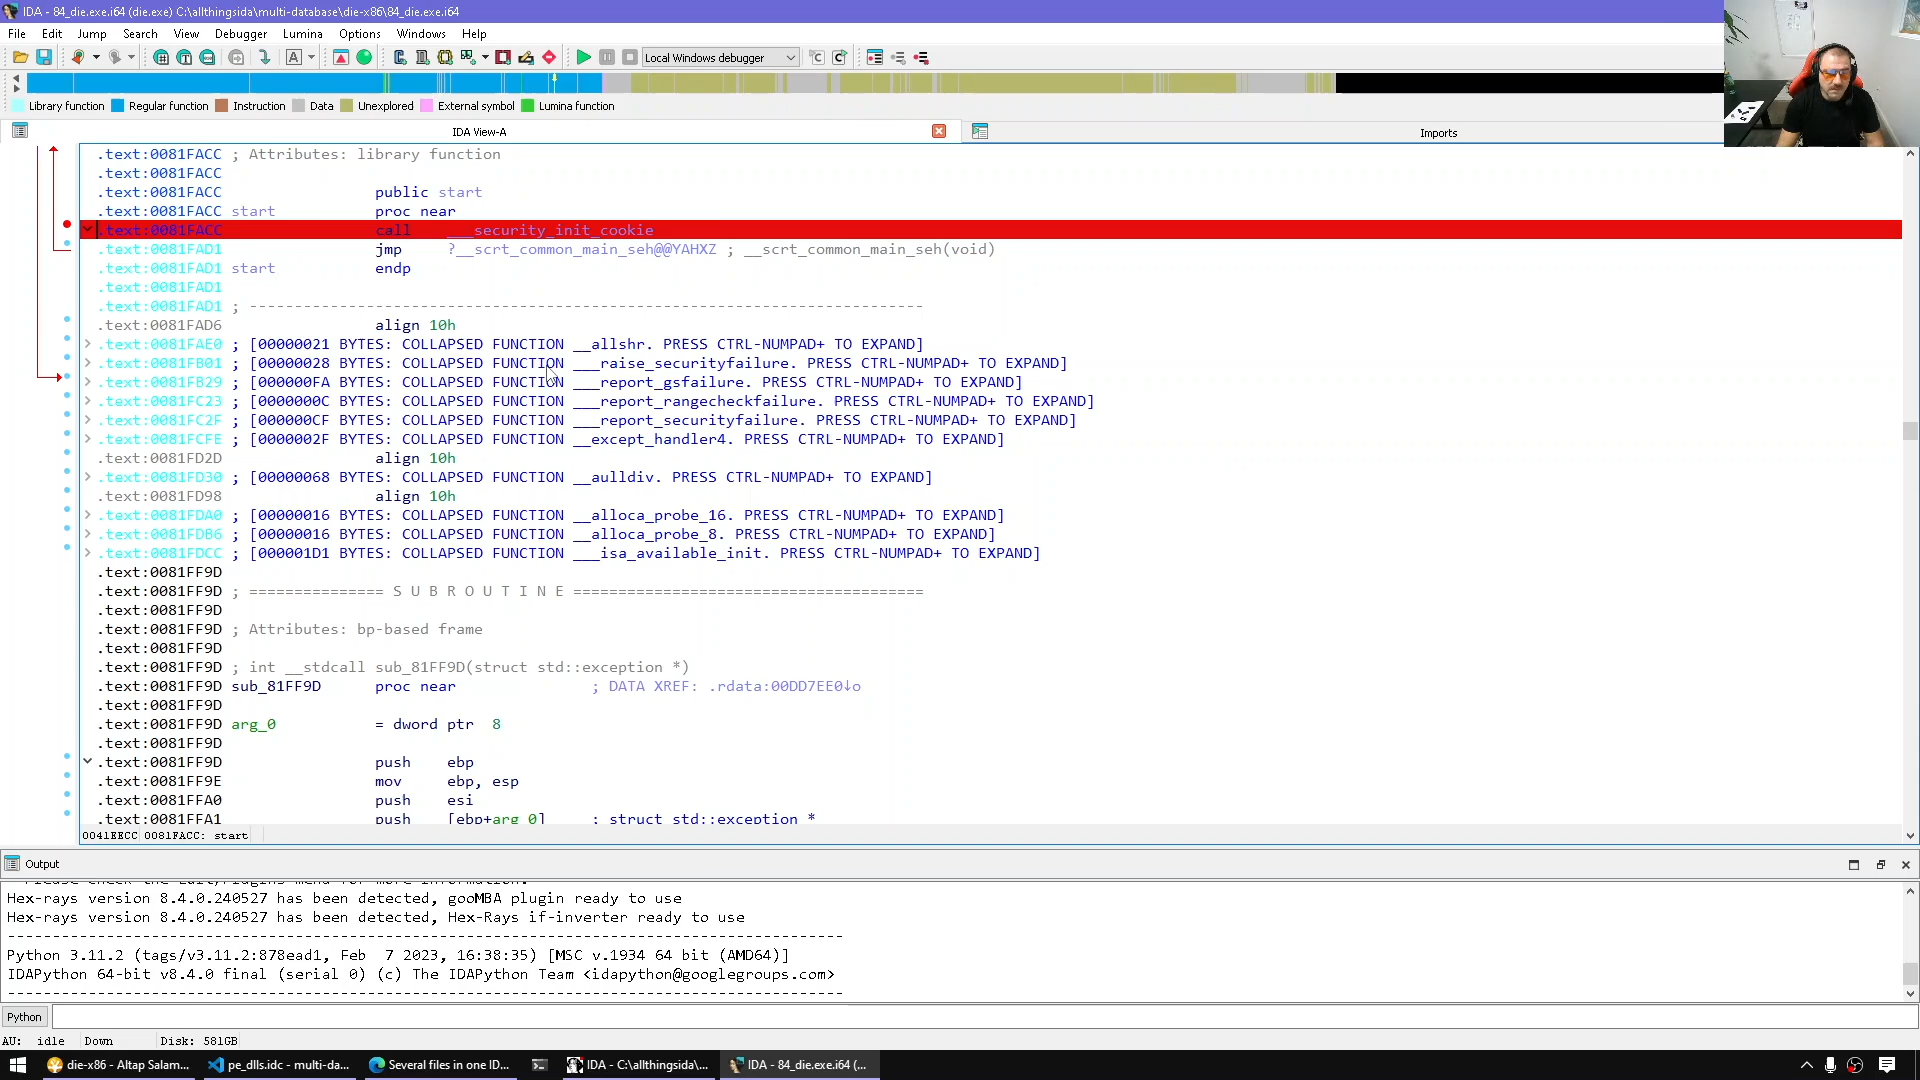 IDA - 84_die.exe.i64 (die.exe) C:\allthingsida\multi-database\die-x86\84_die.exe.i64
File Edit Jump Search View Debugger Lumina Options Windows Help
Local Windows debugger
Library function Regular function Instruction Data Unexplored External symbol Lumina function
IDA View-A Imports
.text:0081FACC ; Attributes: library function
.text:0081FACC
.text:0081FACC public start
.text:0081FACC start proc near
.text:0081FACC call ___security_init_cookie
.text:0081FAD1 jmp ?__scrt_common_main_seh@@YAHXZ ; __scrt_common_main_seh(void)
.text:0081FAD1 start endp
.text:0081FAD1
.text:0081FAD1 ; ---------------------------------------------------------------------------
.text:0081FAD6 align 10h
.text:0081FAE0 ; [00000021 BYTES: COLLAPSED FUNCTION __allshr. PRESS CTRL-NUMPAD+ TO EXPAND]
.text:0081FB01 ; [00000028 BYTES: COLLAPSED FUNCTION ___raise_securityfailure. PRESS CTRL-NUMPAD+ TO EXPAND]
.text:0081FB29 ; [000000FA BYTES: COLLAPSED FUNCTION ___report_gsfailure. PRESS CTRL-NUMPAD+ TO EXPAND]
.text:0081FC23 ; [0000000C BYTES: COLLAPSED FUNCTION ___report_rangecheckfailure. PRESS CTRL-NUMPAD+ TO EXPAND]
.text:0081FC2F ; [000000CF BYTES: COLLAPSED FUNCTION ___report_securityfailure. PRESS CTRL-NUMPAD+ TO EXPAND]
.text:0081FCFE ; [0000002F BYTES: COLLAPSED FUNCTION __except_handler4. PRESS CTRL-NUMPAD+ TO EXPAND]
.text:0081FD2D align 10h
.text:0081FD30 ; [00000068 BYTES: COLLAPSED FUNCTION __aulldiv. PRESS CTRL-NUMPAD+ TO EXPAND]
.text:0081FD98 align 10h
.text:0081FDA0 ; [00000016 BYTES: COLLAPSED FUNCTION __alloca_probe_16. PRESS CTRL-NUMPAD+ TO EXPAND]
.text:0081FDB6 ; [00000016 BYTES: COLLAPSED FUNCTION __alloca_probe_8. PRESS CTRL-NUMPAD+ TO EXPAND]
.text:0081FDCC ; [000001D1 BYTES: COLLAPSED FUNCTION ___isa_available_init. PRESS CTRL-NUMPAD+ TO EXPAND]
.text:0081FF9D
.text:0081FF9D ; =============== S U B R O U T I N E =======================================
.text:0081FF9D
.text:0081FF9D ; Attributes: bp-based frame
.text:0081FF9D
.text:0081FF9D ; int __stdcall sub_81FF9D(struct std::exception *)
.text:0081FF9D sub_81FF9D proc near ; DATA XREF: .rdata:00DD7EE0↓o
.text:0081FF9D
.text:0081FF9D arg_0 = dword ptr 8
.text:0081FF9D
.text:0081FF9D push ebp
.text:0081FF9E mov ebp, esp
.text:0081FFA0 push esi
.text:0081FFA1 push [ebp+arg_0] ; struct std::exception *
0041EECC 0081FACC: start
Output
Please check the Edit/Plugins menu for more information.
Hex-rays version 8.4.0.240527 has been detected, gooMBA plugin ready to use
Hex-rays version 8.4.0.240527 has been detected, Hex-Rays if-inverter ready to use
---------------------------------------------------------------------------------------------
Python 3.11.2 (tags/v3.11.2:878ead1, Feb  7 2023, 16:38:35) [MSC v.1934 64 bit (AMD64)]
IDAPython 64-bit v8.4.0 final (serial 0) (c) The IDAPython Team <idapython@googlegroups.com>
---------------------------------------------------------------------------------------------
Python
AU: idle Down Disk: 581GB
die-x86 - Altap Salam... pe_dlls.idc - multi-da... Several files in one ID... IDA - C:\allthingsida\... IDA - 84_die.exe.i64 (...